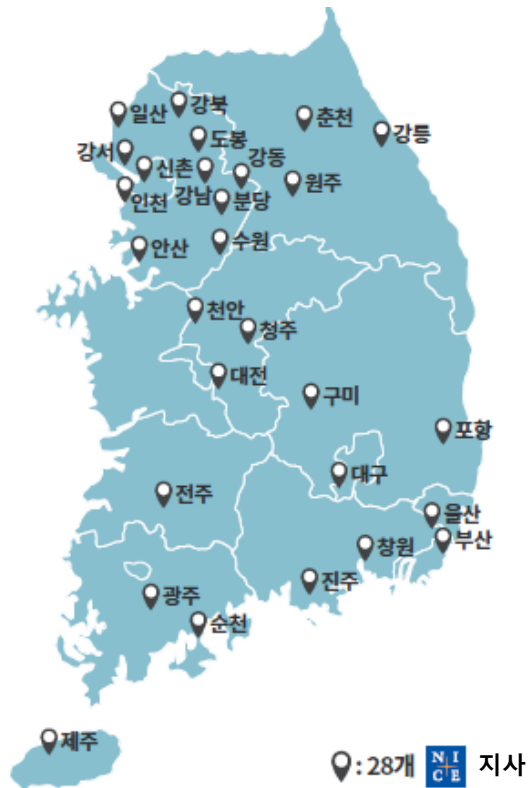 강북
일산
춘천
도봉
강릉
강서
강동
신촌
원주
인천
강남
분당
수원
안산
천안
청주
대전
구미
포항
대구
전주
울산
부산
창원
진주
광주
순천
제주
: 28개 NICE 지사